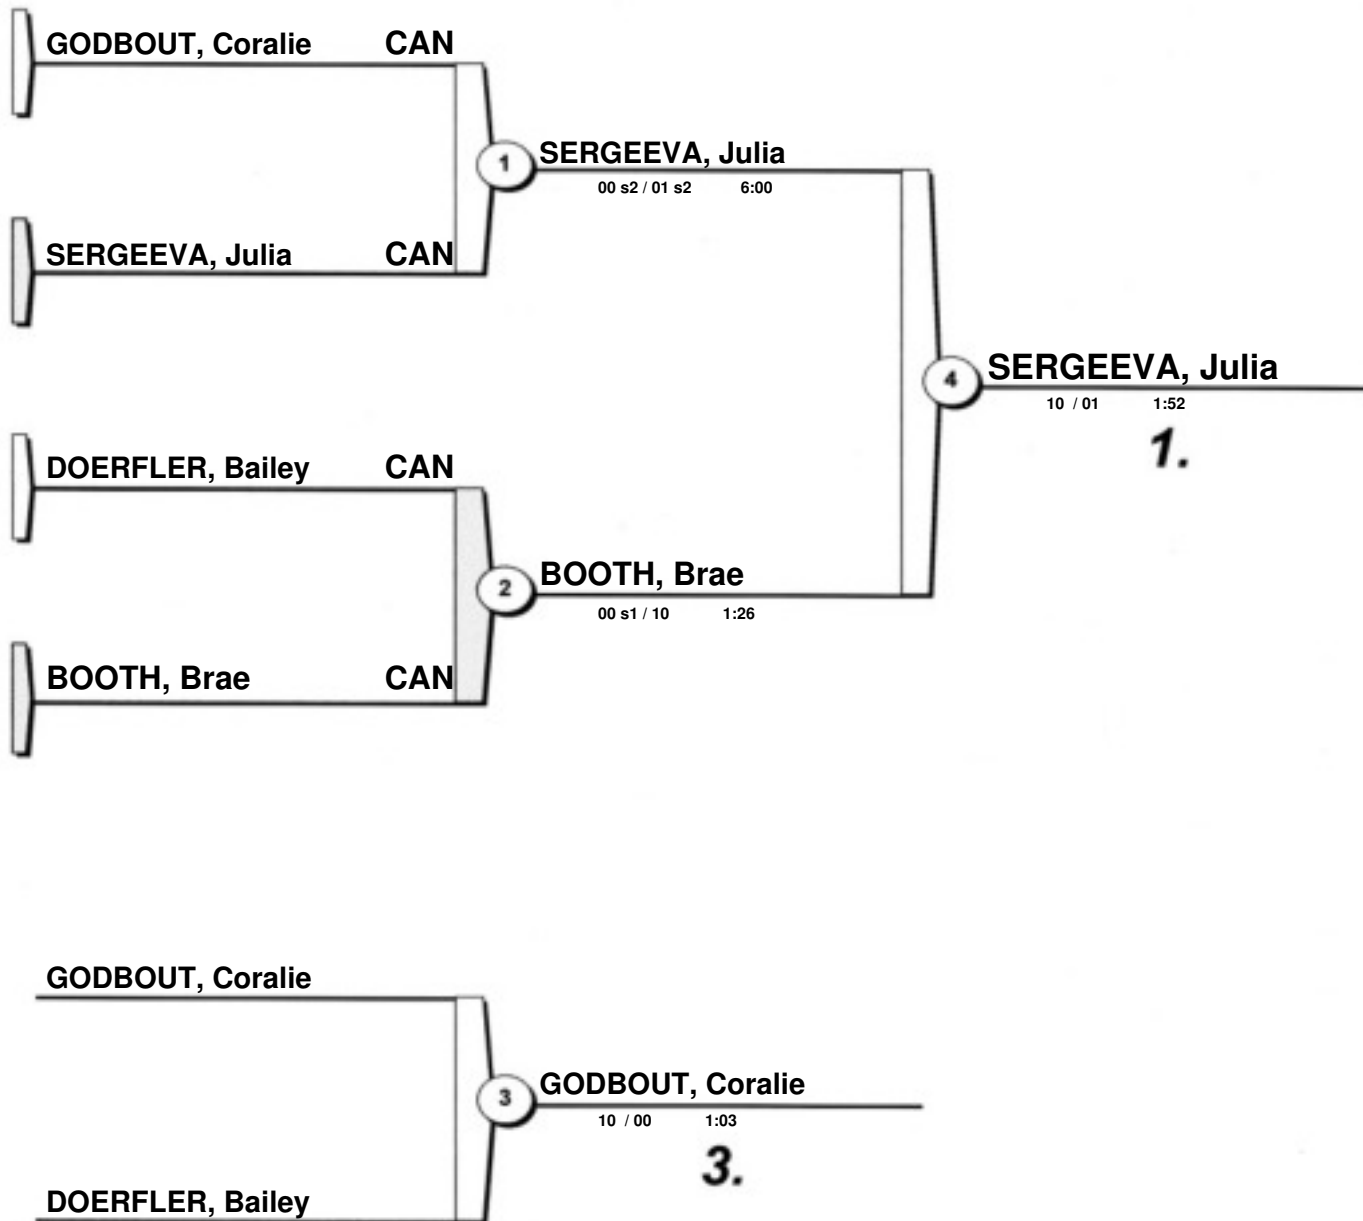 GODBOUT, Coralie CAN
1 SERGEEVA, Julia
00 s2 / 01 s2 6:00
SERGEEVA, Julia CAN
4 SERGEEVA, Julia
10 / 01 1:52
1.
DOERFLER, Bailey CAN
2 BOOTH, Brae
00 s1 / 10 1:26
BOOTH, Brae CAN
GODBOUT, Coralie
3 GODBOUT, Coralie
10 / 00 1:03
3.
DOERFLER, Bailey